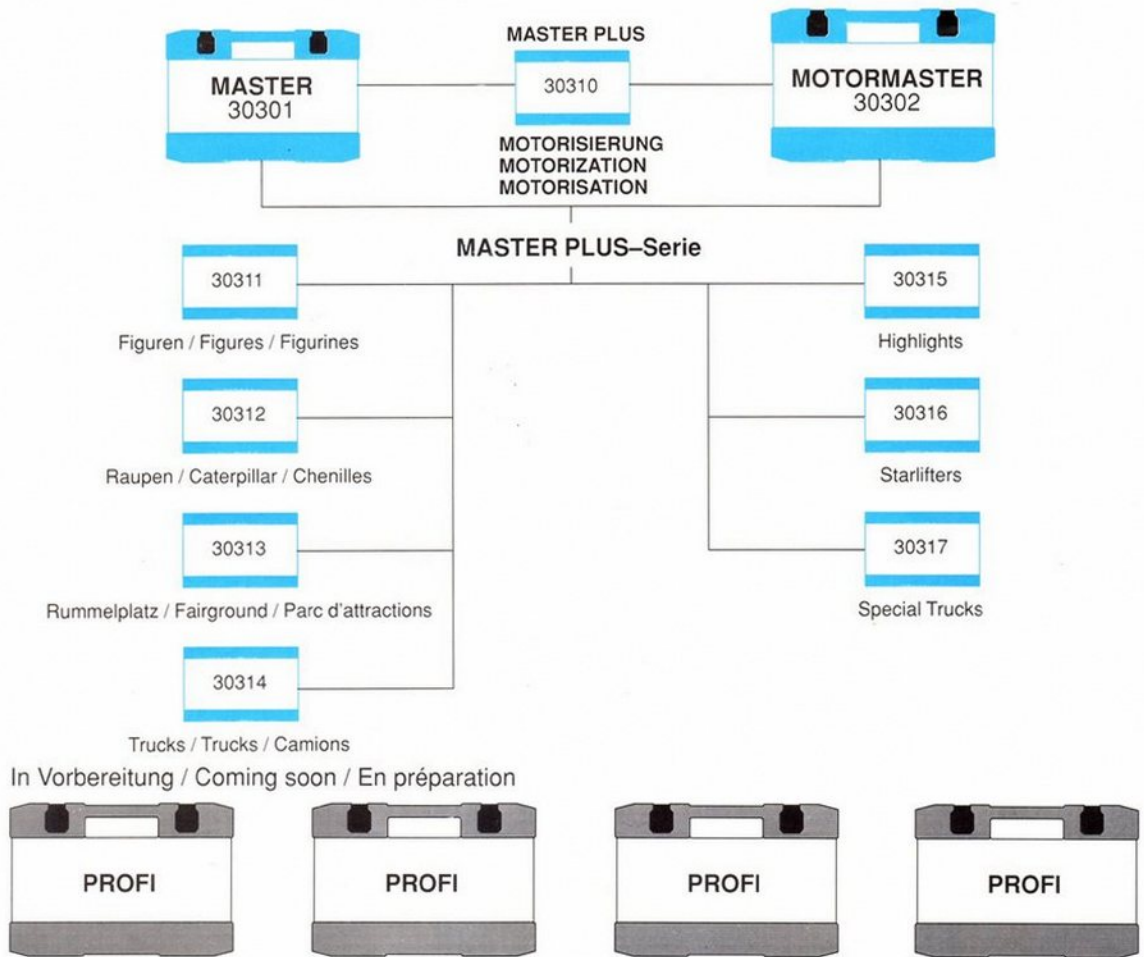 MASTER
30301
MASTER PLUS
30310
MOTORISIERUNG
MOTORIZATION
MOTORISATION
MOTORMASTER
30302
MASTER PLUS–Serie
30311
Figuren / Figures / Figurines
30312
Raupen / Caterpillar / Chenilles
30313
Rummelplatz / Fairground / Parc d'attractions
30314
Trucks / Trucks / Camions
30315
Highlights
30316
Starlifters
30317
Special Trucks
In Vorbereitung / Coming soon / En préparation
PROFI
PROFI
PROFI
PROFI